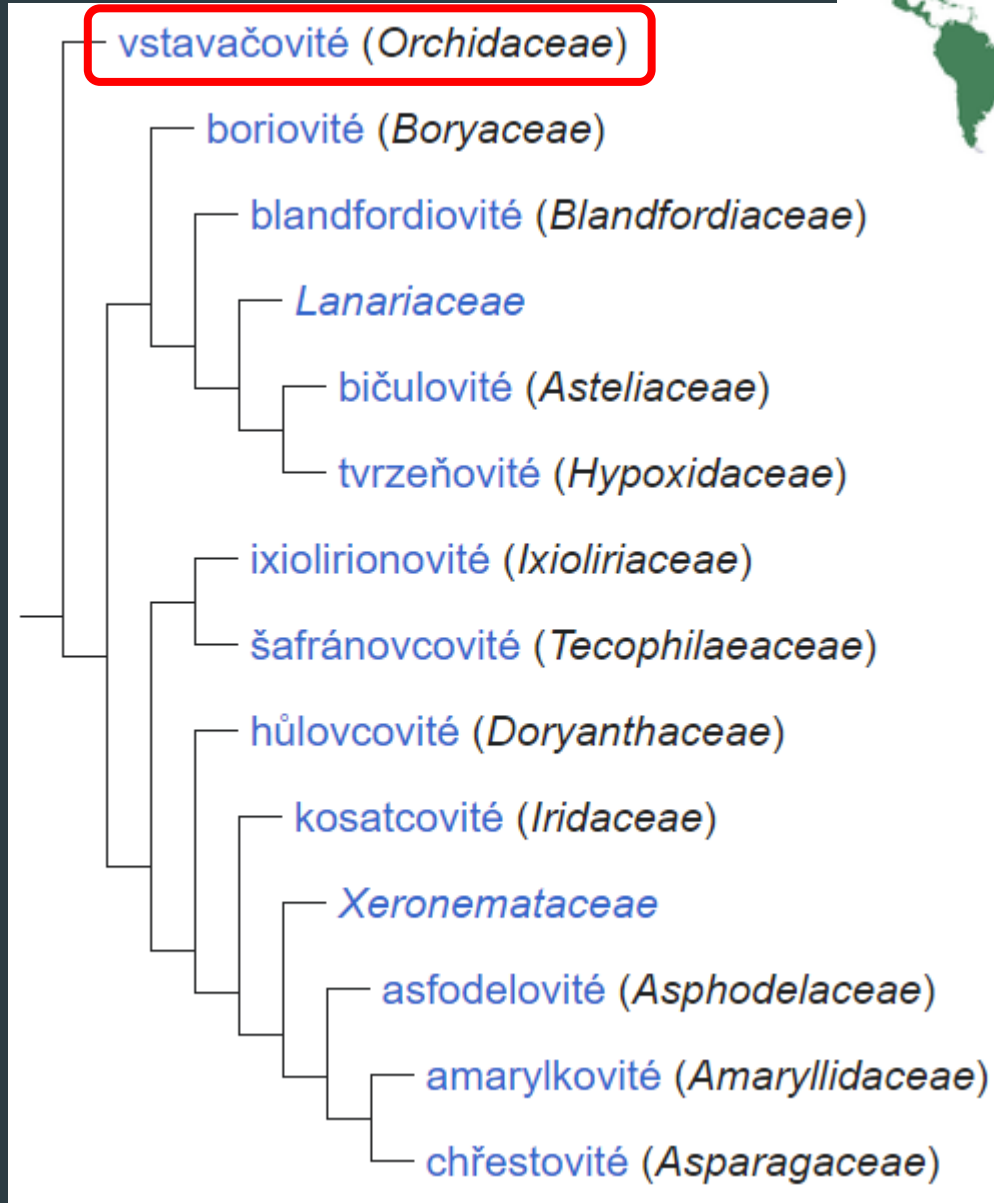 vstavačovité (Orchidaceae)
boriovité (Boryaceae)
blandfordiovité (Blandfordiaceae)
Lanariaceae
bičulovité (Asteliaceae)
tvrzeňovité (Hypoxidaceae)
ixiolirionovité (Ixioliriaceae)
šafránovcovité (Tecophilaeaceae)
hůlovcovité (Doryanthaceae)
kosatcovité (Iridaceae)
Xeronemataceae
asfodelovité (Asphodelaceae)
amarylkovité (Amaryllidaceae)
chřestovité (Asparagaceae)